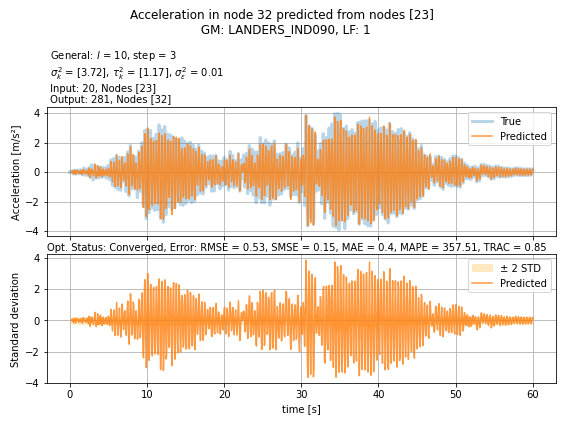 Acceleration in node 32 predicted from nodes [23]
GM: LANDERS_IND090, LF: 1
General: l = 10, step = 3
σ²ₖ = [3.72], τ²ₖ = [1.17], σ²ε = 0.01
Input: 20, Nodes [23]
Output: 281, Nodes [32]
Acceleration [m/s²]
4
2
0
−2
−4
True
Predicted
Opt. Status: Converged, Error: RMSE = 0.53, SMSE = 0.15, MAE = 0.4, MAPE = 357.51, TRAC = 0.85
Standard deviation
4
2
0
−2
−4
± 2 STD
Predicted
0 10 20 30 40 50 60
time [s]